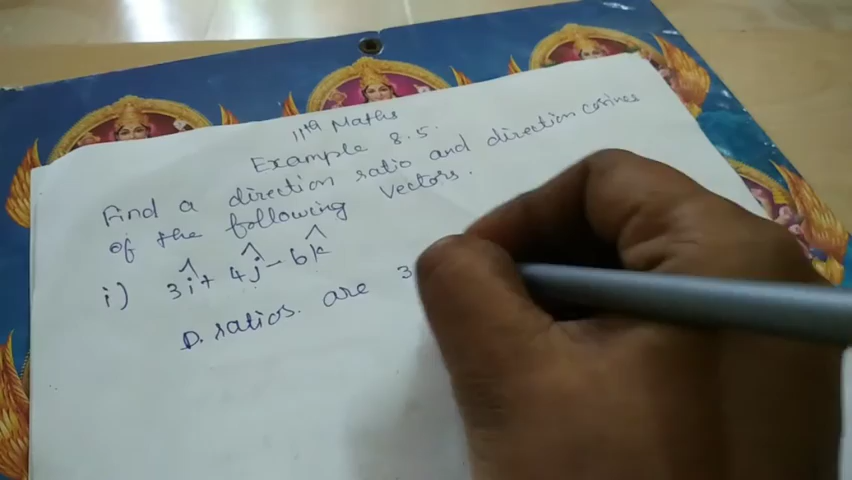 11th Maths
Example 8.5.
Find a direction ratio and direction cosines
of the following vectors.
i) 3î + 4ĵ - 6k̂
D. ratios. are 3